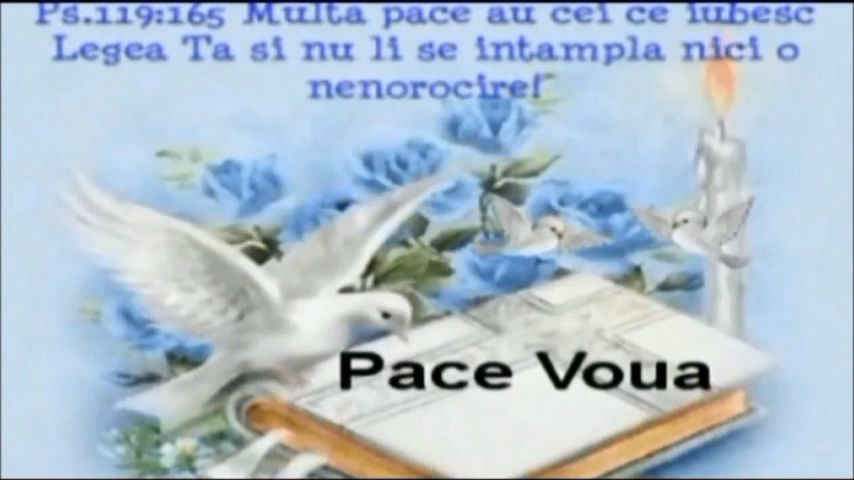 Ps.119:165 Multa pace au cei ce iubesc
Legea Ta si nu li se intampla nici o
nenorocire!
Pace Voua